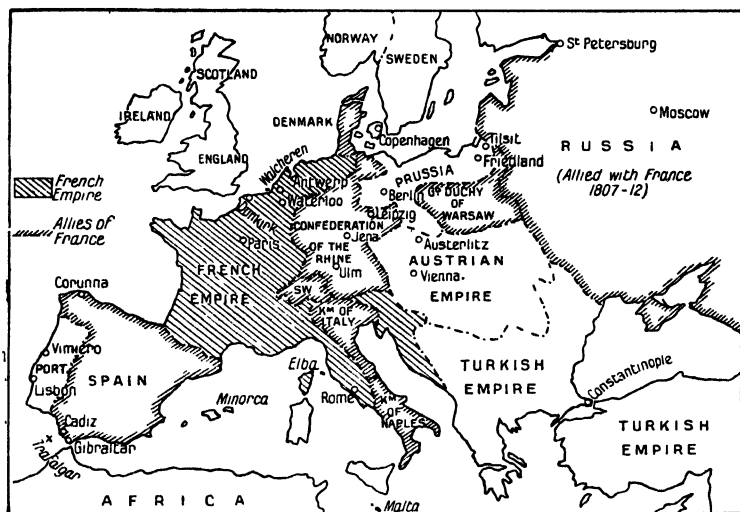 NORWAY
SWEDEN
St Petersburg
SCOTLAND
IRELAND
ENGLAND
DENMARK
Copenhagen
Moscow
Tilsit
Friedland
RUSSIA
(Allied with France
1807-12)
French
Empire
Allies of
France
Walcheren
Antwerp
Waterloo
PRUSSIA
Berlin
Leipzig
Gᴰ DUCHY
OF
WARSAW
CONFEDERATION
OF THE
RHINE
Jena
Ulm
Paris
FRENCH
EMPIRE
Austerlitz
AUSTRIAN
Vienna
EMPIRE
SW
Kᴹ OF
ITALY
Corunna
Vimiero
PORT.
Lisbon
SPAIN
Cadiz
Gibraltar
Trafalgar
Minorca
Elba
Rome
Kᴹ
OF
NAPLES
TURKISH
EMPIRE
Constantinople
TURKISH
EMPIRE
AFRICA
Malta